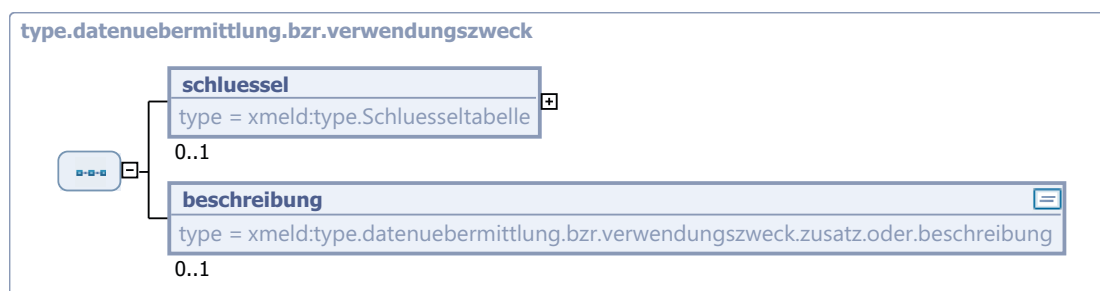 type.datenuebermittlung.bzr.verwendungszweck
schluessel
type = xmeld:type.Schluesseltabelle
0..1
beschreibung
type = xmeld:type.datenuebermittlung.bzr.verwendungszweck.zusatz.oder.beschreibung
0..1